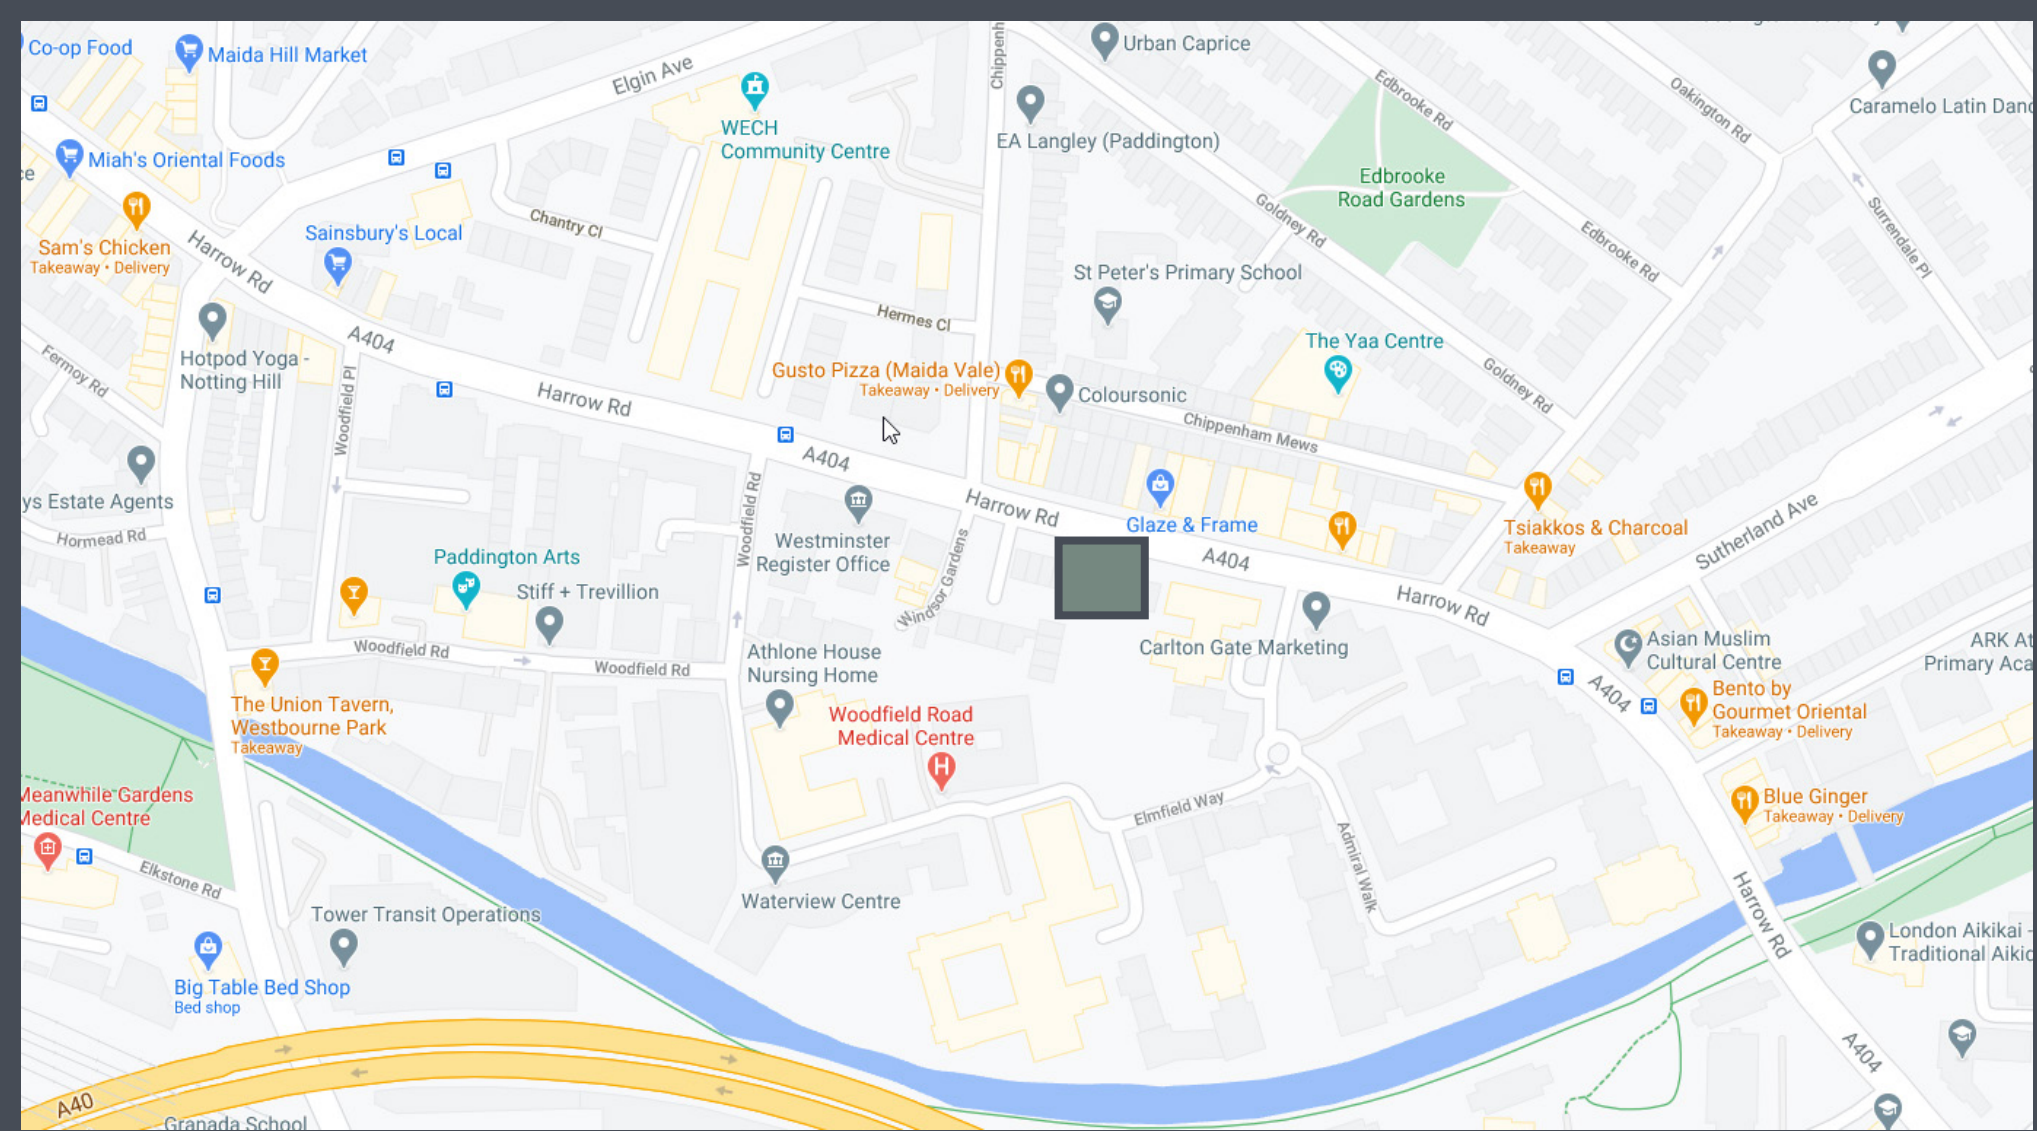 Co-op Food
Maida Hill Market
Elgin Ave
Chippenh
Urban Caprice
Edbrooke Rd
Oakington Rd
Caramelo Latin Danc
WECH
Community Centre
EA Langley (Paddington)
Miah's Oriental Foods
ce
Edbrooke
Road Gardens
Goldney Rd
Edbrooke Rd
Surrendale Pl
Chantry Cl
Sainsbury's Local
Sam's Chicken
Takeaway • Delivery
Harrow Rd
St Peter's Primary School
Hermes Cl
The Yaa Centre
A404
Hotpod Yoga -
Notting Hill
Fermoy Rd
Woodfield Pl
Harrow Rd
Gusto Pizza (Maida Vale)
Takeaway • Delivery
Coloursonic
Chippenham Mews
Goldney Rd
A404
ys Estate Agents
Hormead Rd
Woodfield Rd
Westminster
Register Office
Harrow Rd
Windsor Gardens
Glaze & Frame
A404
Tsiakkos & Charcoal
Takeaway
Sutherland Ave
Harrow Rd
Paddington Arts
Stiff + Trevillion
Woodfield Rd
Woodfield Rd
Athlone House
Nursing Home
Carlton Gate Marketing
Asian Muslim
Cultural Centre
ARK At
Primary Aca
A404
Bento by
Gourmet Oriental
Takeaway • Delivery
The Union Tavern,
Westbourne Park
Takeaway
Woodfield Road
Medical Centre
H
Meanwhile Gardens
Medical Centre
Elmfield Way
Admiral Walk
Blue Ginger
Takeaway • Delivery
Elkstone Rd
Tower Transit Operations
Waterview Centre
Harrow Rd
London Aikikai -
Traditional Aikid
Big Table Bed Shop
Bed shop
A404
A40
Granada School